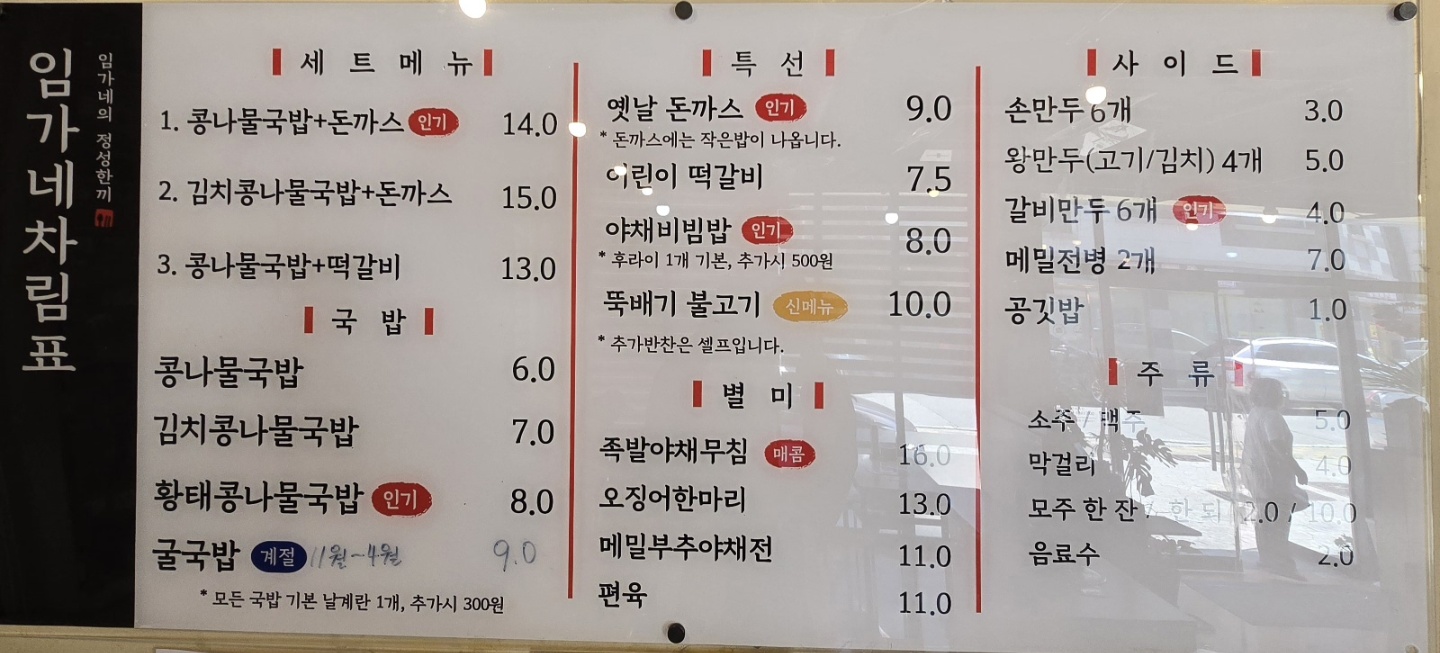 임가네차림표
임가네의 정성한끼
세트메뉴
1. 콩나물국밥+돈까스 인기 14.0
2. 김치콩나물국밥+돈까스 15.0
3. 콩나물국밥+떡갈비 13.0
국밥
콩나물국밥 6.0
김치콩나물국밥 7.0
황태콩나물국밥 인기 8.0
굴국밥 계절 11월~4월 9.0
* 모든 국밥 기본 날계란 1개, 추가시 300원
특선
옛날 돈까스 인기 9.0
* 돈까스에는 작은밥이 나옵니다.
어린이 떡갈비 7.5
야채비빔밥 인기 8.0
* 후라이 1개 기본, 추가시 500원
뚝배기 불고기 신메뉴 10.0
* 추가반찬은 셀프입니다.
별미
족발야채무침 매콤 16.0
오징어한마리 13.0
메밀부추야채전 11.0
편육 11.0
사이드
손만두 6개 3.0
왕만두(고기/김치) 4개 5.0
갈비만두 6개 인기 4.0
메밀전병 2개 7.0
공깃밥 1.0
주류
소주 / 맥주 5.0
막걸리 4.0
모주 한 잔 / 한 되 2.0 / 10.0
음료수 2.0